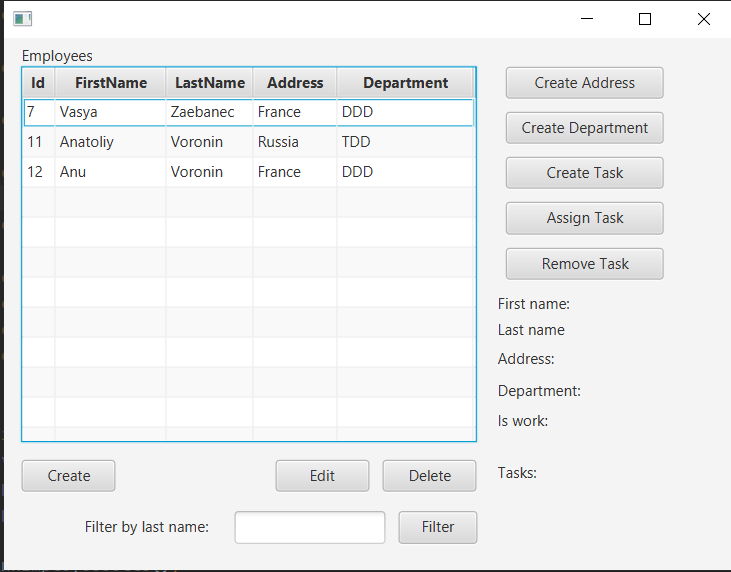 Employees
Id FirstName LastName Address Department
7 Vasya Zaebanec France DDD
11 Anatoliy Voronin Russia TDD
12 Anu Voronin France DDD
Create Edit Delete
Filter by last name: Filter
Create Address
Create Department
Create Task
Assign Task
Remove Task
First name:
Last name
Address:
Department:
Is work:
Tasks: